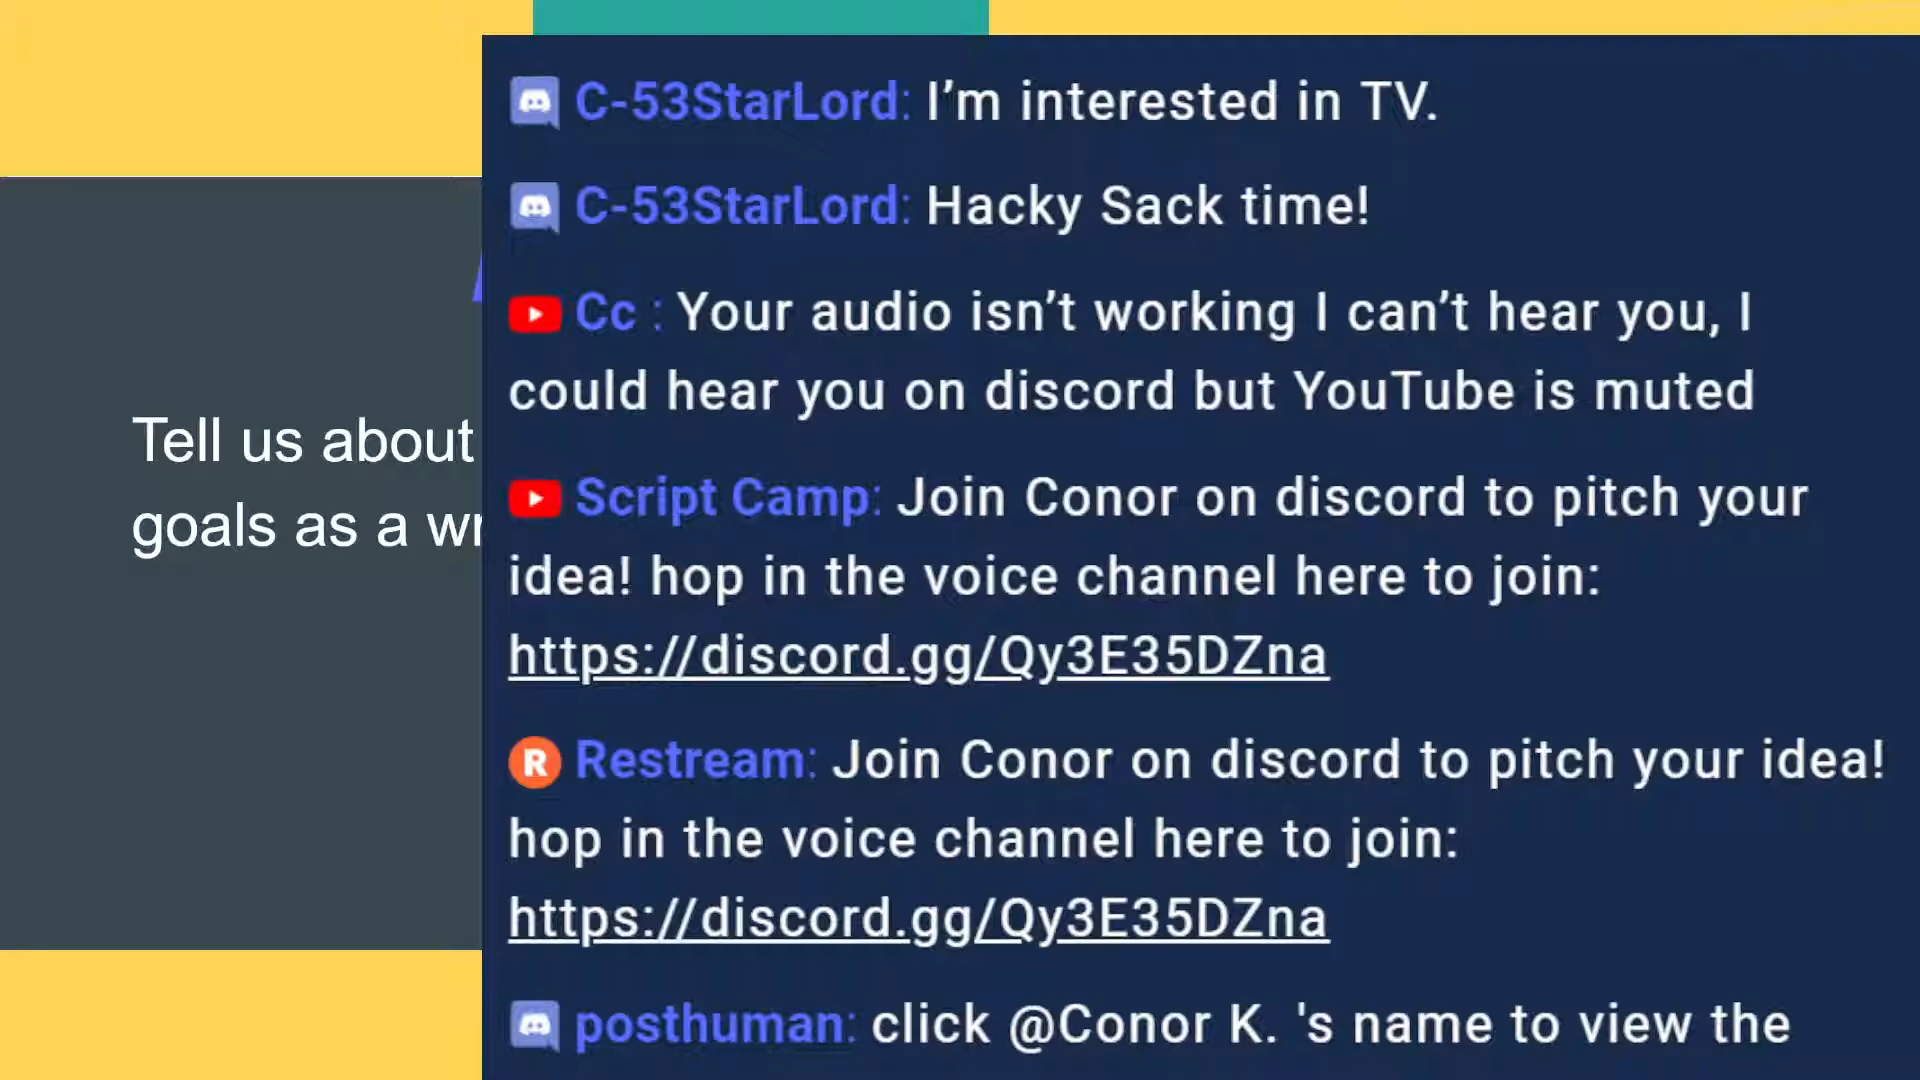 C-53StarLord: I’m interested in TV.
C-53StarLord: Hacky Sack time!
Cc : Your audio isn’t working I can’t hear you, I
could hear you on discord but YouTube is muted
Script Camp: Join Conor on discord to pitch your
idea! hop in the voice channel here to join:
https://discord.gg/Qy3E35DZna
R Restream: Join Conor on discord to pitch your idea!
hop in the voice channel here to join:
https://discord.gg/Qy3E35DZna
posthuman: click @Conor K. 's name to view the
Tell us about
goals as a